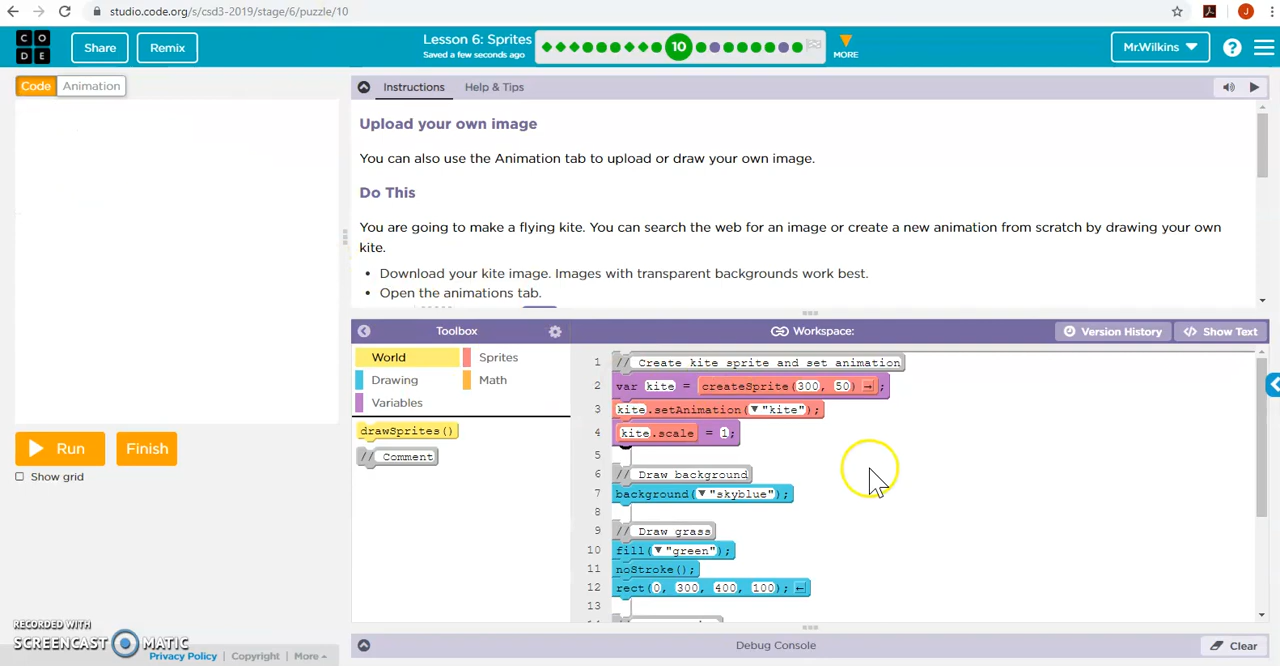 studio.code.org/s/csd3-2019/stage/6/puzzle/10
J
C O
D E
Share
Remix
Lesson 6: Sprites
Saved a few seconds ago
10
MORE
Mr.Wilkins
?
Code
Animation
Instructions
Help & Tips
Upload your own image
You can also use the Animation tab to upload or draw your own image.
Do This
You are going to make a flying kite. You can search the web for an image or create a new animation from scratch by drawing your own
kite.
• Download your kite image. Images with transparent backgrounds work best.
• Open the animations tab.
Toolbox
Workspace:
Version History
</> Show Text
World
Sprites
Drawing
Math
Variables
drawSprites()
// Comment
1 // Create kite sprite and set animation
2 var kite = createSprite(300, 50);
3 kite.setAnimation("kite");
4 kite.scale = 1;
5
6 // Draw background
7 background("skyblue");
8
9 // Draw grass
10 fill("green");
11 noStroke();
12 rect(0, 300, 400, 100);
13
Run
Finish
Show grid
Debug Console
Clear
RECORDED WITH
SCREENCAST MATIC
Privacy Policy | Copyright | More